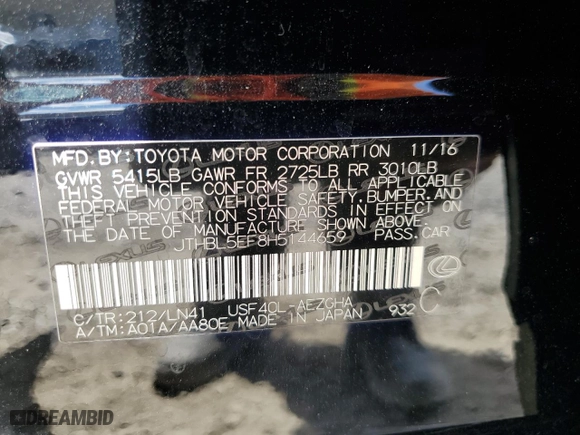 MFD. BY: TOYOTA MOTOR CORPORATION 11/16
GVWR 5415LB GAWR FR 2725LB RR 3010LB
THIS VEHICLE CONFORMS TO ALL APPLICABLE
FEDERAL MOTOR VEHICLE SAFETY, BUMPER, AND
THEFT PREVENTION STANDARDS IN EFFECT ON
THE DATE OF MANUFACTURE SHOWN ABOVE.
JTHBL5EF8H5144659 PASS. CAR
C/TR: 212/LN41 USF40L-AEZGHA
A/TM: A01A/AA80E MADE IN JAPAN 932 C
LEXUS
DREAMBID